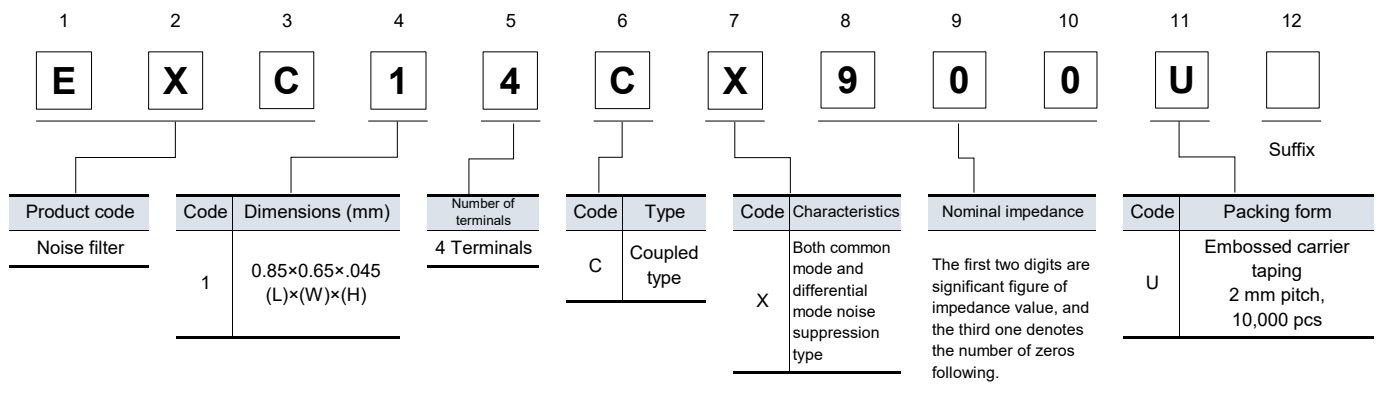 1 2 3 4 5 6 7 8 9 10 11 12
E X C 1 4 C X 9 0 0 U
Suffix
Product code
Noise filter
Code Dimensions (mm)
1 0.85×0.65×.045
(L)×(W)×(H)
Number of
terminals
4 Terminals
Code Type
C Coupled
type
Code Characteristics
X Both common
mode and
differential
mode noise
suppression
type
Nominal impedance
The first two digits are
significant figure of
impedance value, and
the third one denotes
the number of zeros
following.
Code Packing form
U Embossed carrier
taping
2 mm pitch,
10,000 pcs